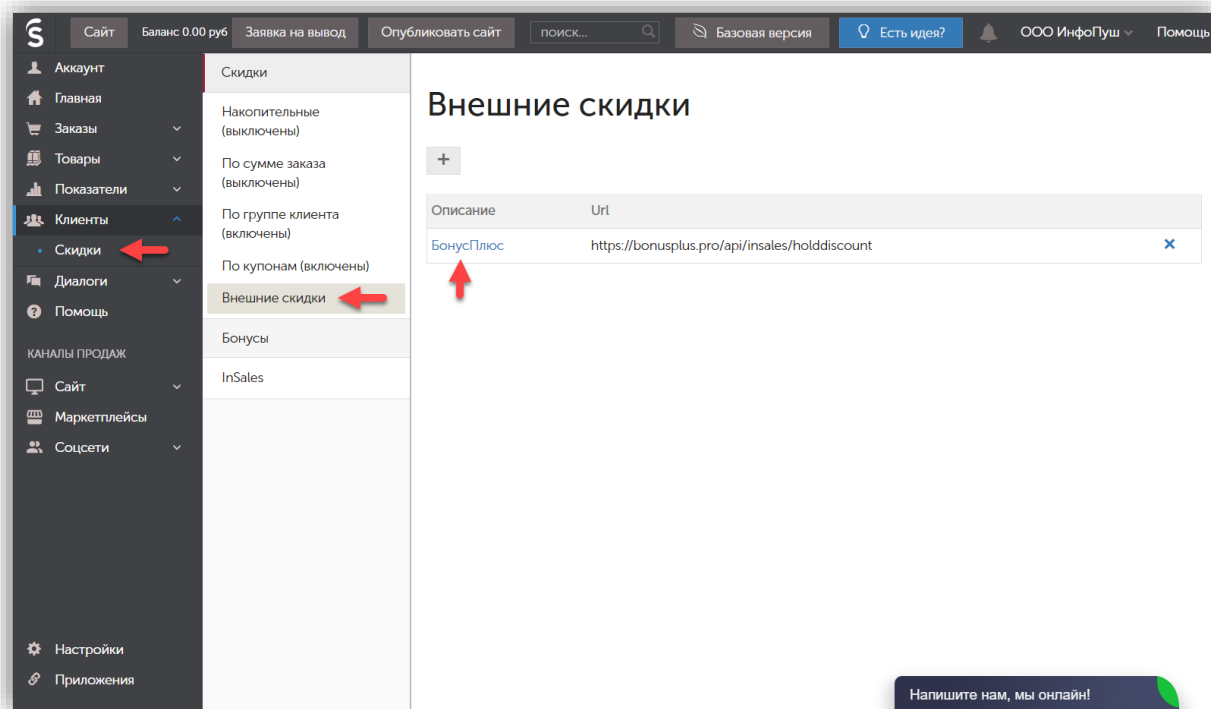 Сайт Баланс 0.00 руб Заявка на вывод Опубликовать сайт поиск... Базовая версия Есть идея? ООО ИнфоПуш Помощь
Аккаунт
Главная
Заказы
Товары
Показатели
Клиенты
Скидки
Диалоги
Помощь
КАНАЛЫ ПРОДАЖ
Сайт
Маркетплейсы
Соцсети
Настройки
Приложения
Скидки
Накопительные
(выключены)
По сумме заказа
(выключены)
По группе клиента
(включены)
По купонам (включены)
Внешние скидки
Бонусы
InSales
Внешние скидки
+
Описание Url
БонусПлюс https://bonusplus.pro/api/insales/holddiscount
Напишите нам, мы онлайн!